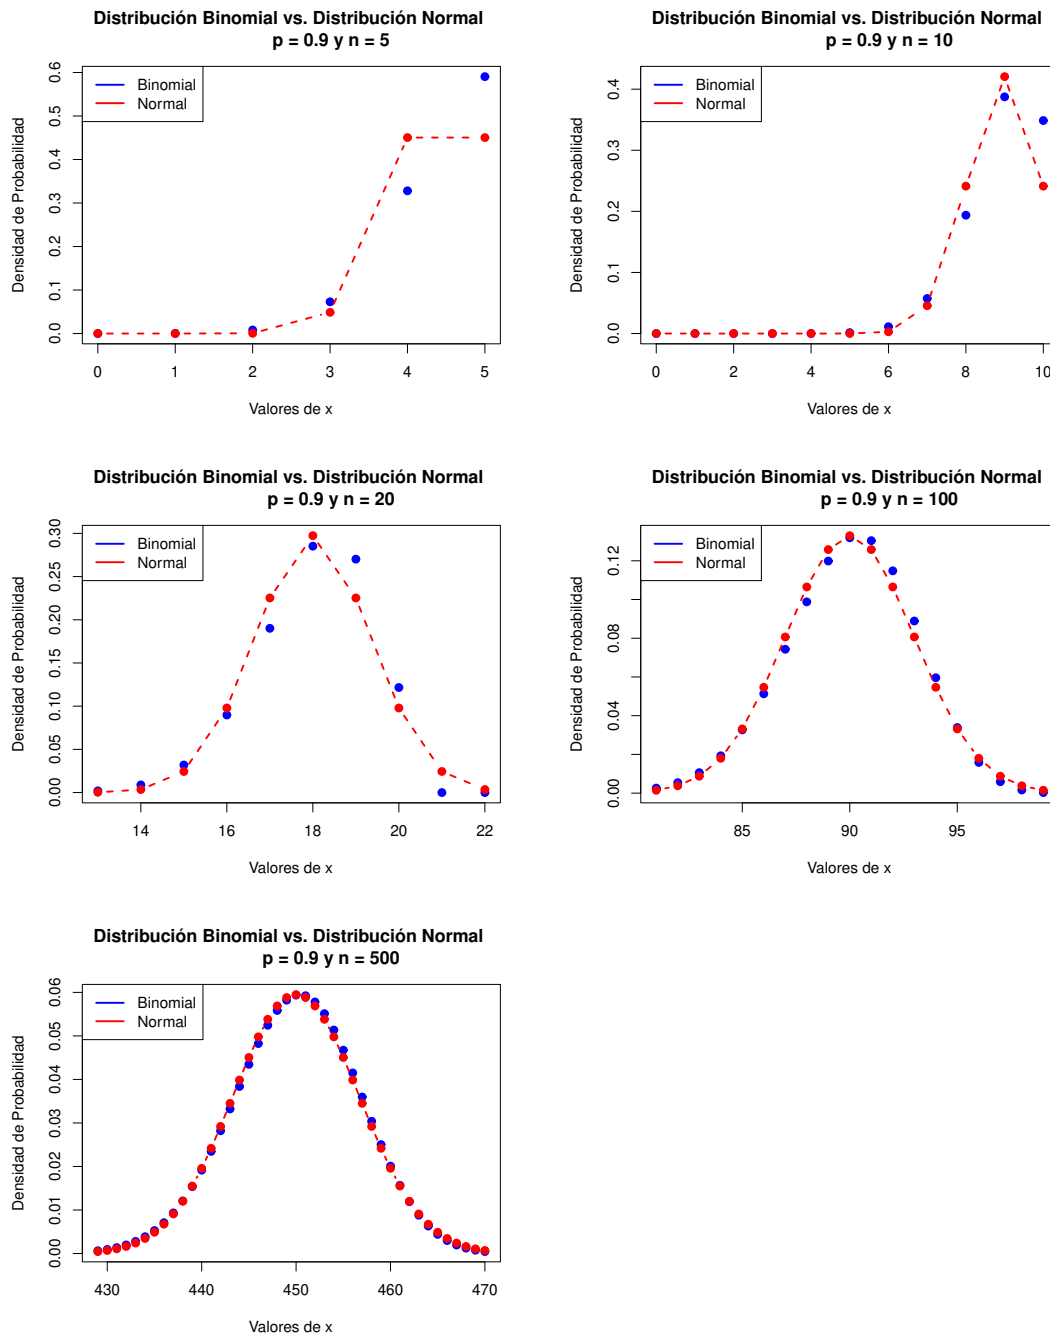 Distribución Binomial vs. Distribución Normal
p = 0.9 y n = 5
Binomial
Normal
Densidad de Probabilidad
0.0 0.1 0.2 0.3 0.4 0.5 0.6
0 1 2 3 4 5
Valores de x
Distribución Binomial vs. Distribución Normal
p = 0.9 y n = 10
Binomial
Normal
Densidad de Probabilidad
0.0 0.1 0.2 0.3 0.4
0 2 4 6 8 10
Valores de x
Distribución Binomial vs. Distribución Normal
p = 0.9 y n = 20
Binomial
Normal
Densidad de Probabilidad
0.00 0.05 0.10 0.15 0.20 0.25 0.30
14 16 18 20 22
Valores de x
Distribución Binomial vs. Distribución Normal
p = 0.9 y n = 100
Binomial
Normal
Densidad de Probabilidad
0.00 0.04 0.08 0.12
85 90 95
Valores de x
Distribución Binomial vs. Distribución Normal
p = 0.9 y n = 500
Binomial
Normal
Densidad de Probabilidad
0.00 0.01 0.02 0.03 0.04 0.05 0.06
430 440 450 460 470
Valores de x